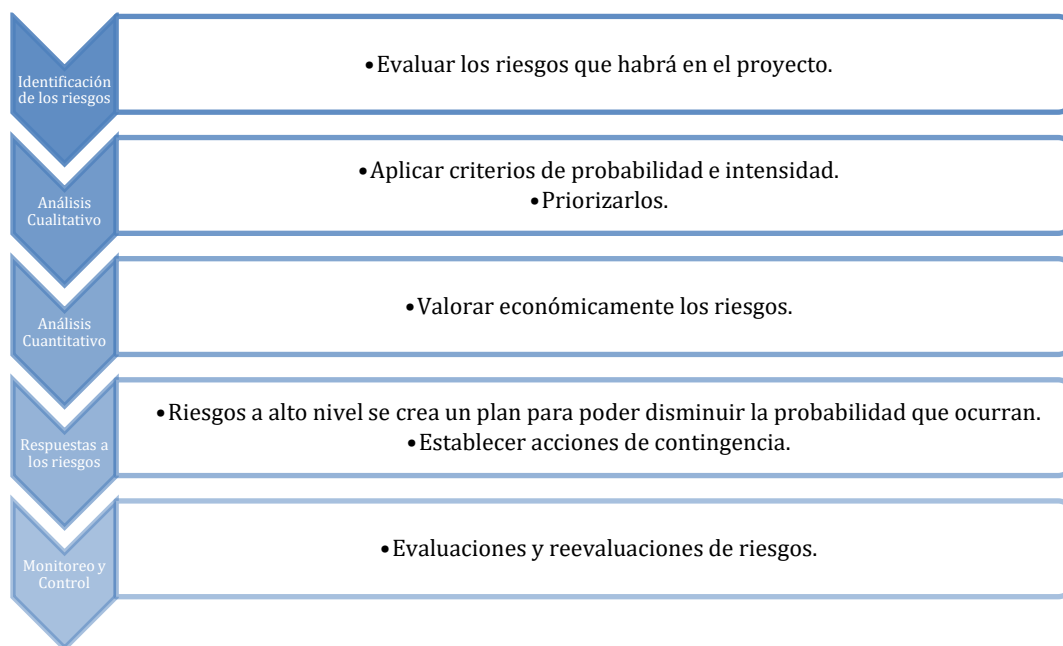 Identificación
de los riesgos
•Evaluar los riesgos que habrá en el proyecto.
Análisis
Cualitativo
•Aplicar criterios de probabilidad e intensidad.
•Priorizarlos.
Análisis
Cuantitativo
•Valorar económicamente los riesgos.
Respuestas a
los riesgos
•Riesgos a alto nivel se crea un plan para poder disminuir la probabilidad que ocurran.
•Establecer acciones de contingencia.
Monitoreo y
Control
•Evaluaciones y reevaluaciones de riesgos.